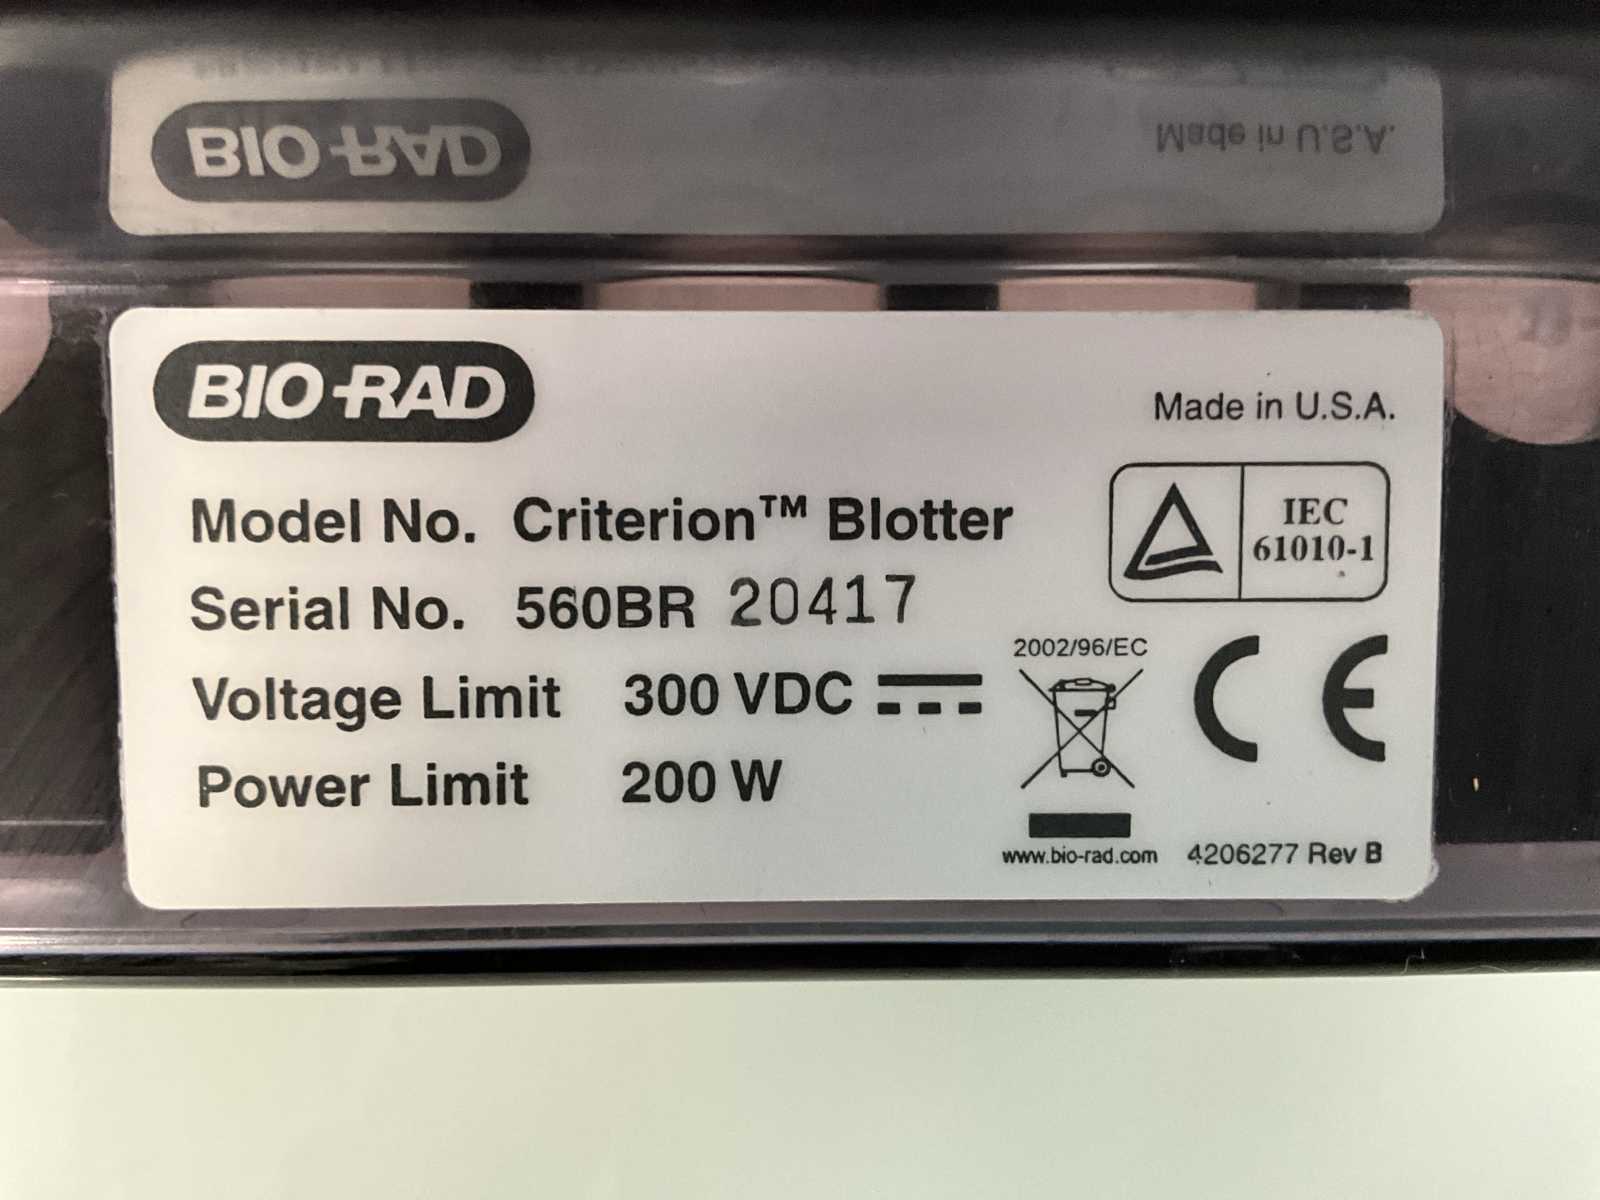 BIO-RAD
Made in U.S.A.
BIO-RAD
Made in U.S.A.
Model No. Criterion™ Blotter
IEC
61010-1
Serial No. 560BR 20417
2002/96/EC
Voltage Limit 300 VDC
CE
Power Limit 200 W
www.bio-rad.com 4206277 Rev B